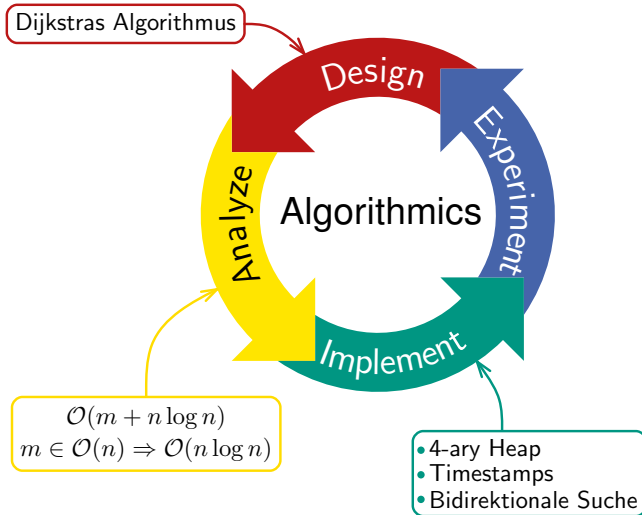 Dijkstras Algorithmus
Design
Experiment
Analyze
Algorithmics
Implement
𝒪(m + n log n)
m ∈ 𝒪(n) ⇒ 𝒪(n log n)
• 4-ary Heap
• Timestamps
• Bidirektionale Suche